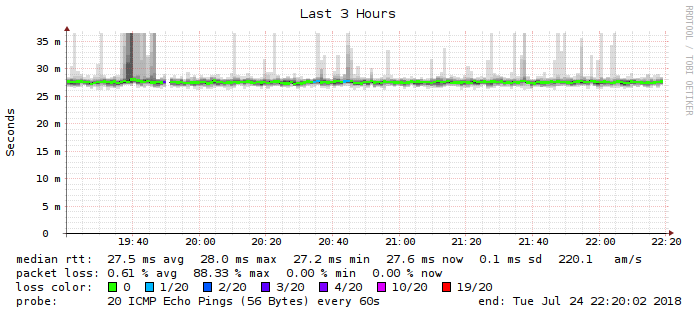 Last 3 Hours
RRDTOOL / TOBI OETIKER
Seconds
35 m
30 m
25 m
20 m
15 m
10 m
5 m
0
19:40 20:00 20:20 20:40 21:00 21:20 21:40 22:00 22:20
median rtt: 27.5 ms avg 28.0 ms max 27.2 ms min 27.6 ms now 0.1 ms sd 220.1 am/s
packet loss: 0.61 % avg 88.33 % max 0.00 % min 0.00 % now
loss color: 0 1/20 2/20 3/20 4/20 10/20 19/20
probe: 20 ICMP Echo Pings (56 Bytes) every 60s end: Tue Jul 24 22:20:02 2018